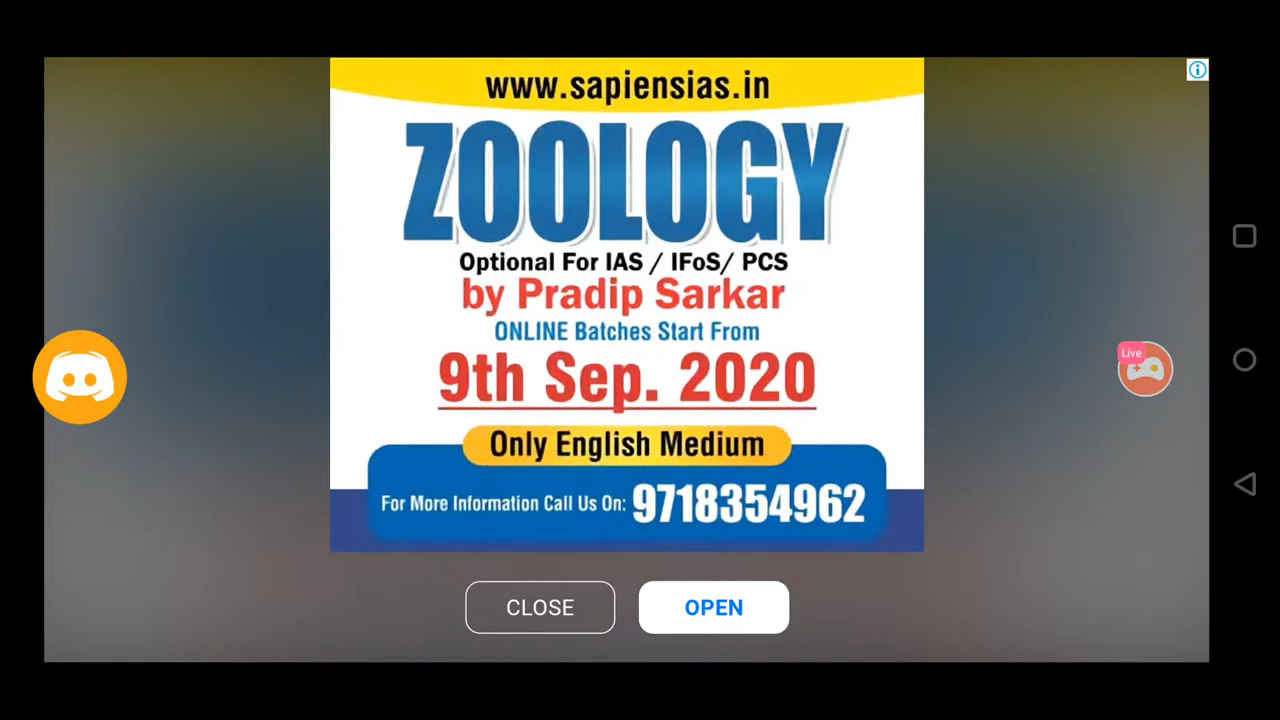 www.sapiensias.in
ZOOLOGY
Optional For IAS / IFoS/ PCS
by Pradip Sarkar
ONLINE Batches Start From
9th Sep. 2020
Only English Medium
For More Information Call Us On: 9718354962
Live
CLOSE
OPEN